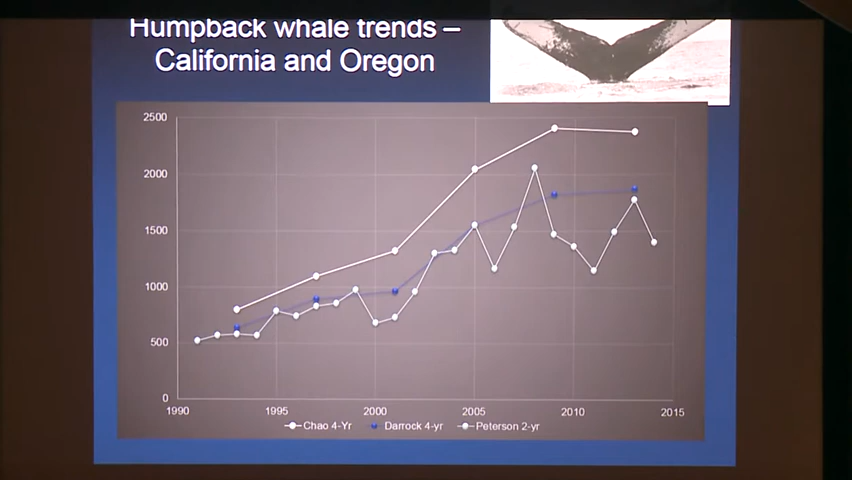 Humpback whale trends –
California and Oregon
2500
2000
1500
1000
500
0
1990 1995 2000 2005 2010 2015
Chao 4-Yr Darrock 4-yr Peterson 2-yr